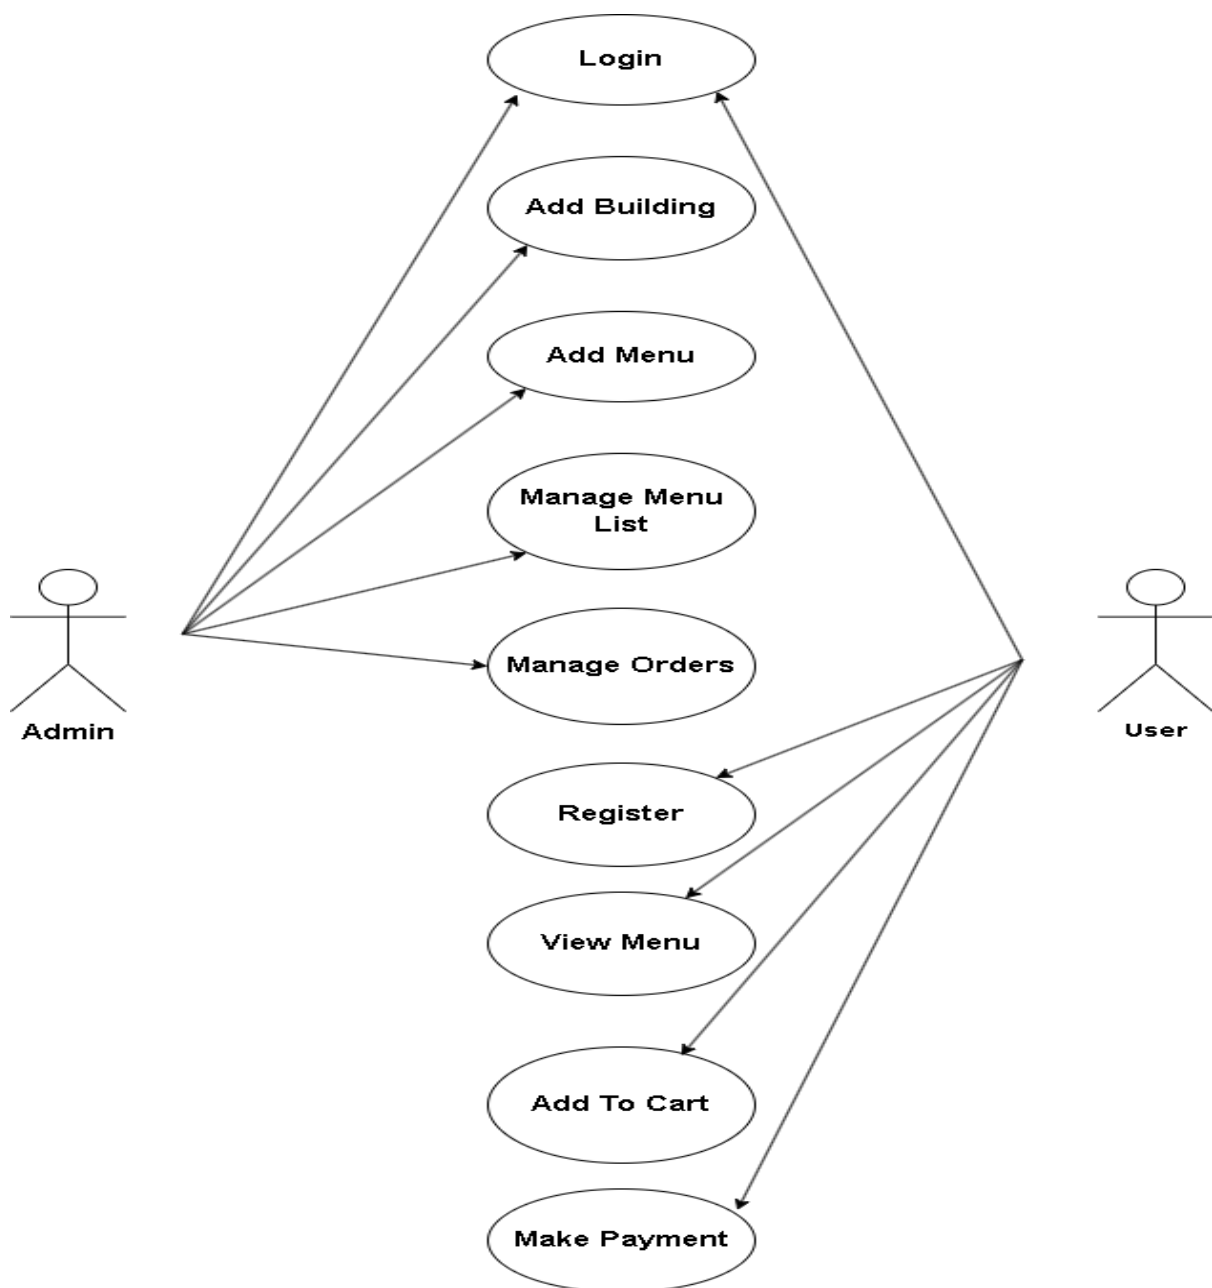 Login
Add Building
Add Menu
Manage Menu
List
Manage Orders
Admin
User
Register
View Menu
Add To Cart
Make Payment